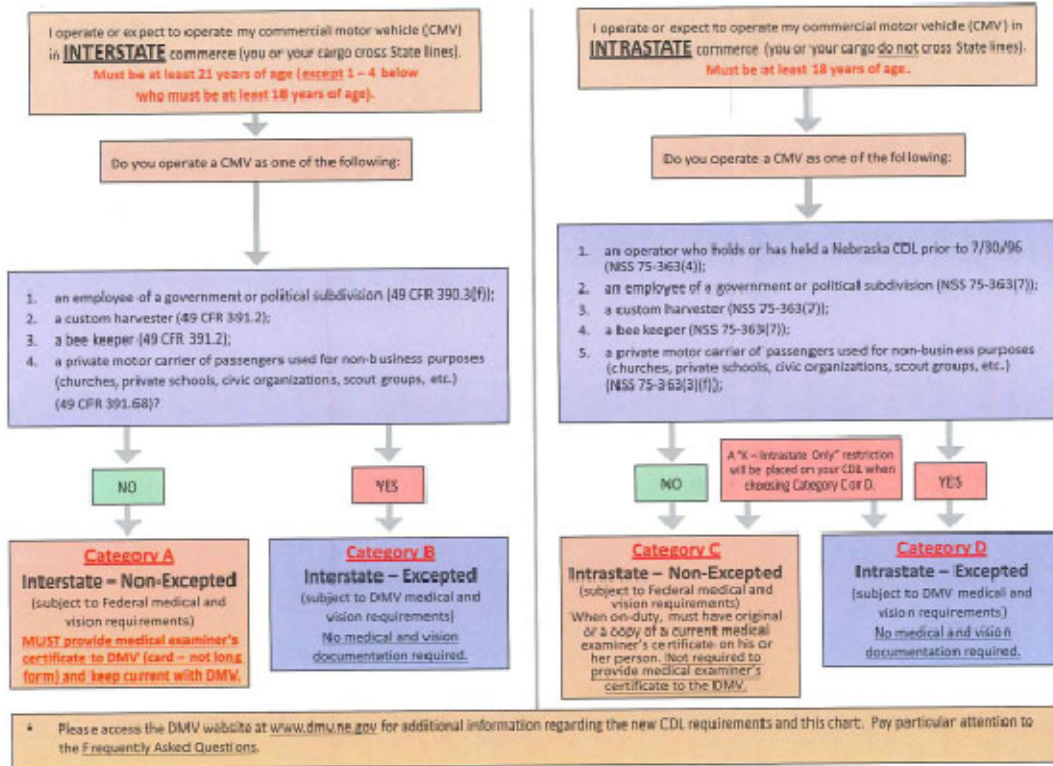 I operate or expect to operate my commercial motor vehicle (CMV)
in INTERSTATE commerce (you or your cargo cross State lines).
Must be at least 21 years of age (except 1 – 4 below
who must be at least 18 years of age).
Do you operate a CMV as one of the following:
1. an employee of a government or political subdivision (49 CFR 390.3(f));
2. a custom harvester (49 CFR 391.2);
3. a bee keeper (49 CFR 391.2);
4. a private motor carrier of passengers used for non-business purposes
(churches, private schools, civic organizations, scout groups, etc.)
(49 CFR 391.68)?
NO
YES
Category A
Interstate – Non-Excepted
(subject to Federal medical and
vision requirements)
MUST provide medical examiner's
certificate to DMV (card – not long
form) and keep current with DMV.
Category B
Interstate – Excepted
(subject to DMV medical and
vision requirements)
No medical and vision
documentation required.
I operate or expect to operate my commercial motor vehicle (CMV) in
INTRASTATE commerce (you or your cargo do not cross State lines).
Must be at least 18 years of age.
Do you operate a CMV as one of the following:
1. an operator who holds or has held a Nebraska CDL prior to 7/30/96
(NSS 75-363(4));
2. an employee of a government or political subdivision (NSS 75-363(7));
3. a custom harvester (NSS 75-363(7));
4. a bee keeper (NSS 75-363(7));
5. a private motor carrier of passengers used for non-business purposes
(churches, private schools, civic organizations, scout groups, etc.)
(NSS 75-363(3)(f));
NO
A "K – Intrastate Only" restriction
will be placed on your CDL when
choosing Category C or D.
YES
Category C
Intrastate – Non-Excepted
(subject to Federal medical and
vision requirements)
When on-duty, must have original
or a copy of a current medical
examiner's certificate on his or
her person. Not required to
provide medical examiner's
certificate to the DMV.
Category D
Intrastate – Excepted
(subject to DMV medical and
vision requirements)
No medical and vision
documentation required.
• Please access the DMV website at www.dmv.ne.gov for additional information regarding the new CDL requirements and this chart. Pay particular attention to
the Frequently Asked Questions.